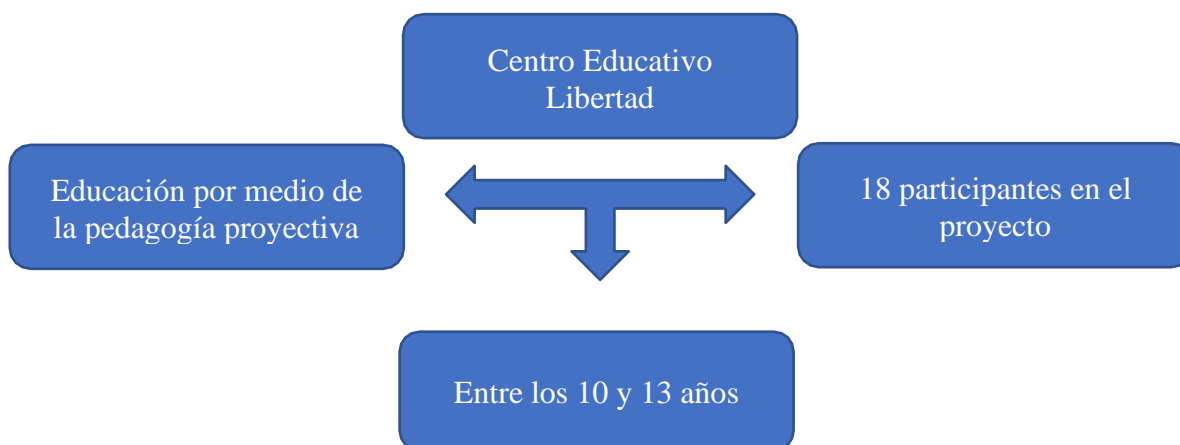 Centro Educativo
Libertad
Educación por medio de
la pedagogía proyectiva
18 participantes en el
proyecto
Entre los 10 y 13 años